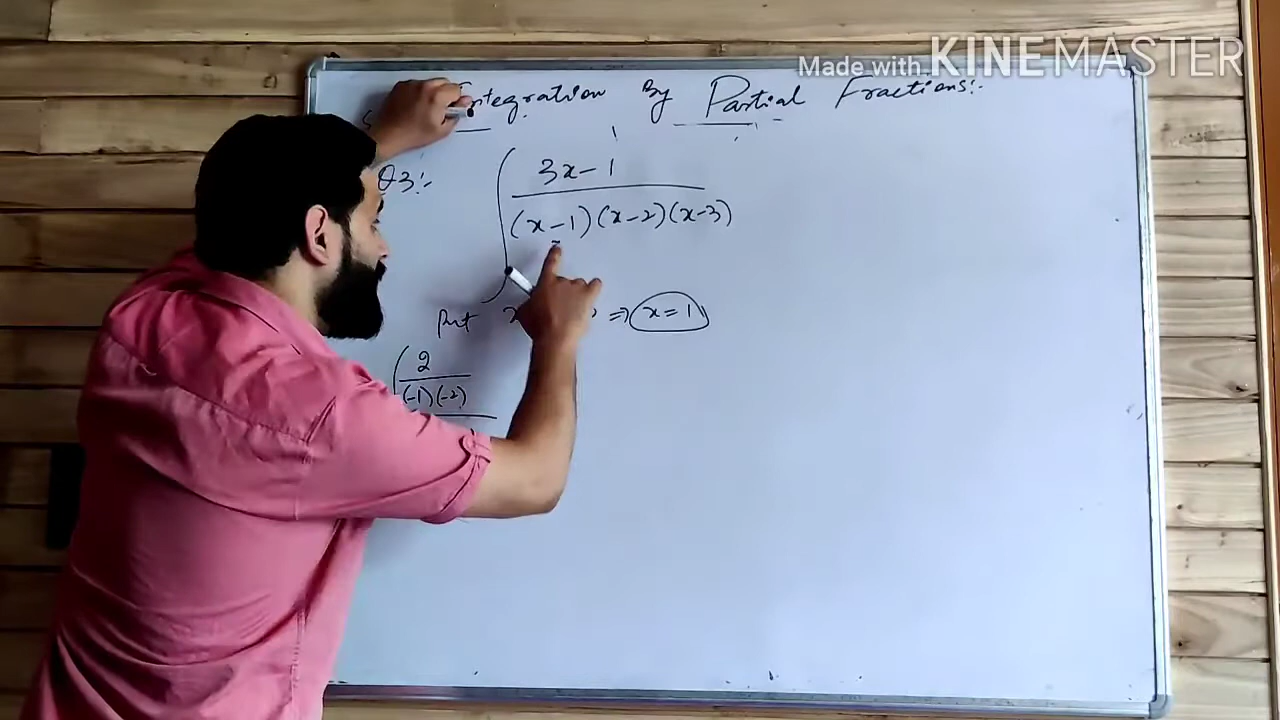 Made with KINEMASTER
Integration By Partial Fractions:-
Q3:- ∫ 3x-1
(x-1)(x-2)(x-3)
Put x ⇒ x=1
∫ 2
(-1)(-2)